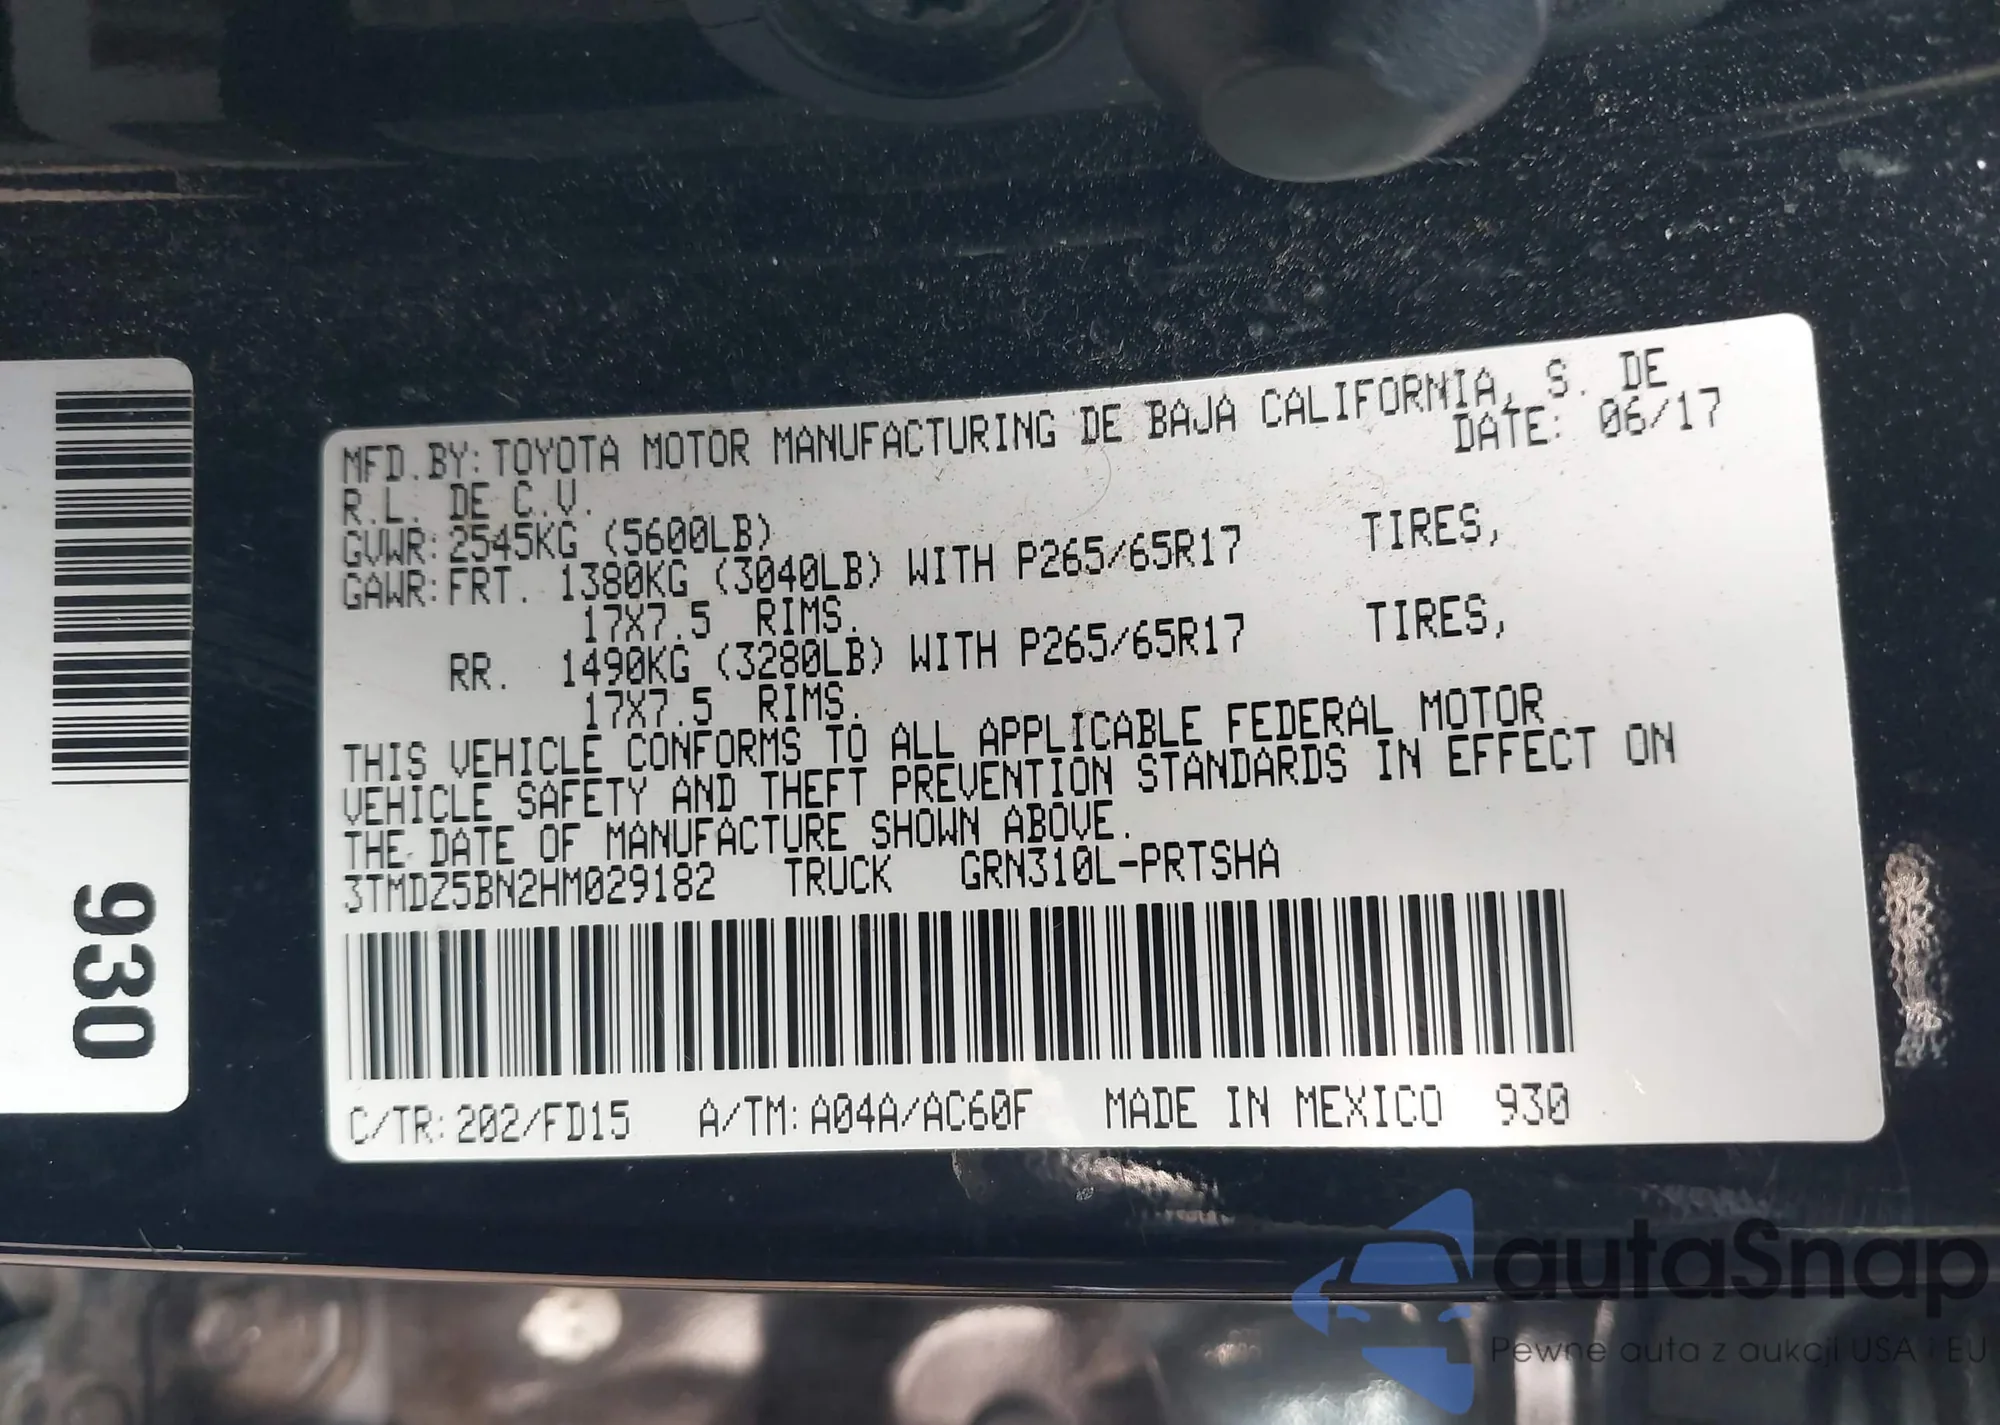 MFD.BY:TOYOTA MOTOR MANUFACTURING DE BAJA CALIFORNIA, S. DE
R.L. DE C.V. DATE: 06/17
GVWR:2545KG (5600LB)
GAWR:FRT. 1380KG (3040LB) WITH P265/65R17 TIRES,
17X7.5 RIMS.
RR. 1490KG (3280LB) WITH P265/65R17 TIRES,
17X7.5 RIMS.
THIS VEHICLE CONFORMS TO ALL APPLICABLE FEDERAL MOTOR
VEHICLE SAFETY AND THEFT PREVENTION STANDARDS IN EFFECT ON
THE DATE OF MANUFACTURE SHOWN ABOVE.
3TMDZ5BN2HM029182 TRUCK GRN310L-PRTSHA
C/TR:202/FD15 A/TM:A04A/AC60F MADE IN MEXICO 930
930
autaSnap
Pewne auta z aukcji USA i EU